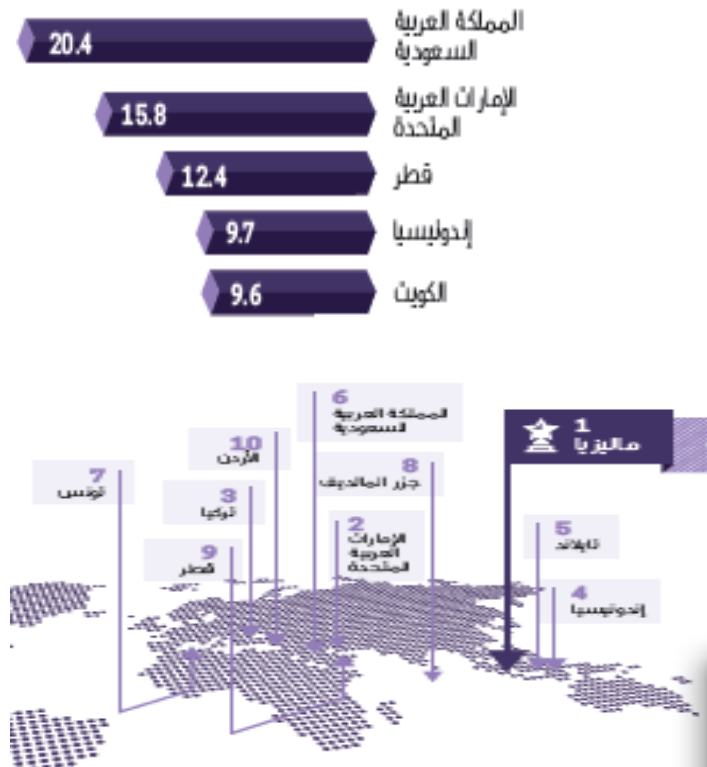 المملكة العربية
السعودية
20.4
الإمارات العربية
المتحدة
15.8
قطر
12.4
إندونيسيا
9.7
الكويت
9.6
6
المملكة العربية
السعودية
1
ماليزيا
10
الأردن
8
جزر المالديف
7
تونس
3
تركيا
2
الإمارات
العربية
المتحدة
5
تايلاند
9
قطر
4
إندونيسيا